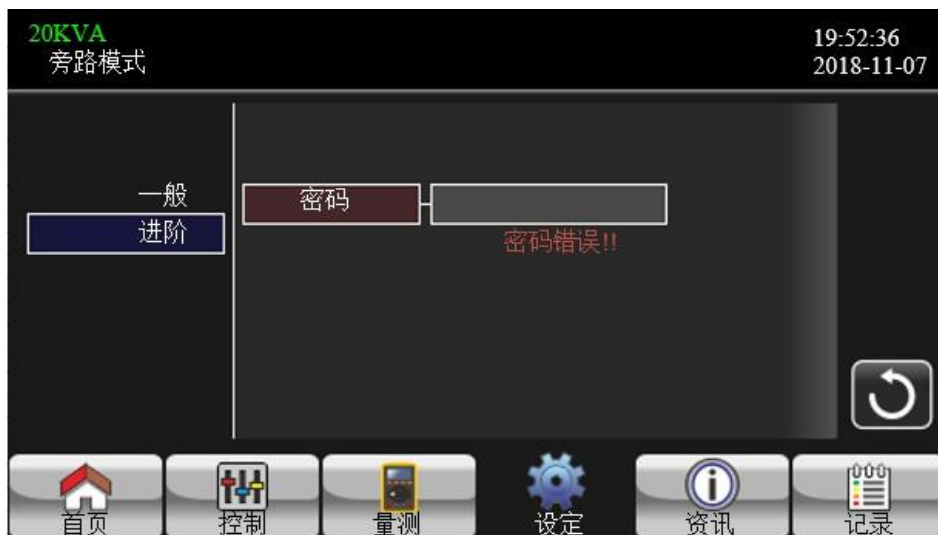 20KVA
旁路模式
19:52:36
2018-11-07
一般
进阶
密码
密码错误!!
首页
控制
量测
设定
资讯
记录